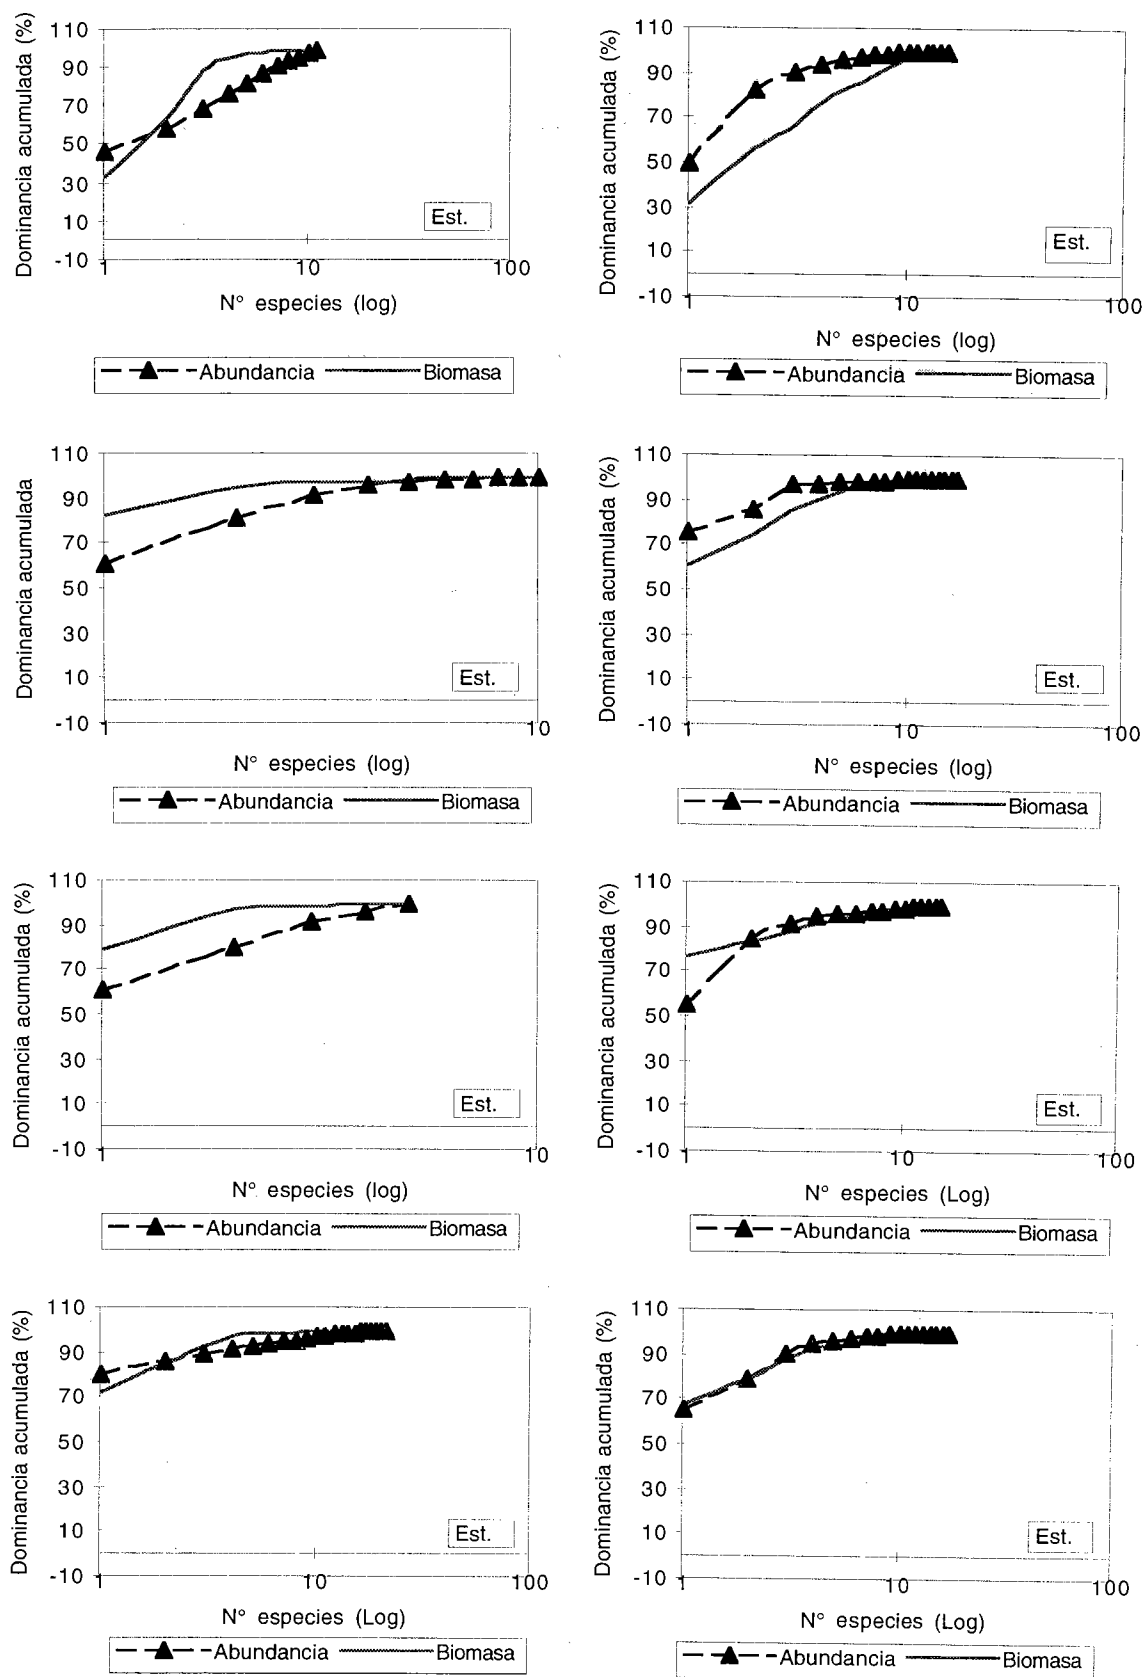 Dominancia acumulada (%)
110
90
70
50
30
10
-10
1
10
100
Est.
N° especies (log)
Abundancia
Biomasa
Dominancia acumulada (%)
110
90
70
50
30
10
-10
1
10
100
Est.
N° especies (log)
Abundancia
Biomasa
Dominancia acumulada
110
90
70
50
30
10
-10
1
10
Est.
N° especies (log)
Abundancia
Biomasa
Dominancia acumulada (%)
110
90
70
50
30
10
-10
1
10
100
Est.
N° especies (log)
Abundancia
Biomasa
Dominancia acumulada (%)
110
90
70
50
30
10
-10
1
10
Est.
N° especies (log)
Abundancia
Biomasa
Dominancia acumulada (%)
110
90
70
50
30
10
-10
1
10
100
Est.
N° especies (Log)
Abundancia
Biomasa
Dominancia acumulada (%)
110
90
70
50
30
10
-10
1
10
100
Est.
N° especies (Log)
Abundancia
Biomasa
Dominancia acumulada (%)
110
90
70
50
30
10
-10
1
10
100
Est.
N° especies (Log)
Abundancia
Biomasa